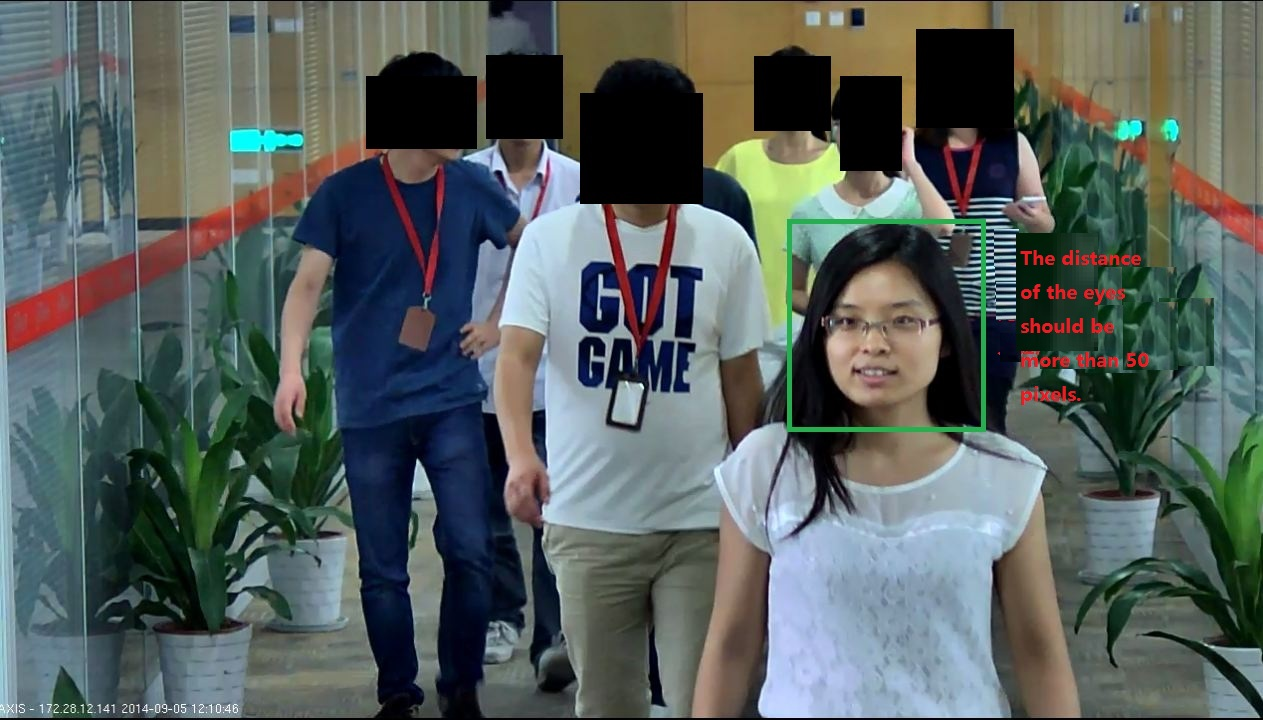 GOT
GAME
The distance
of the eyes
should be
more than 50
pixels.
AXIS - 172.28.12.141 2014-09-05 12:10:46